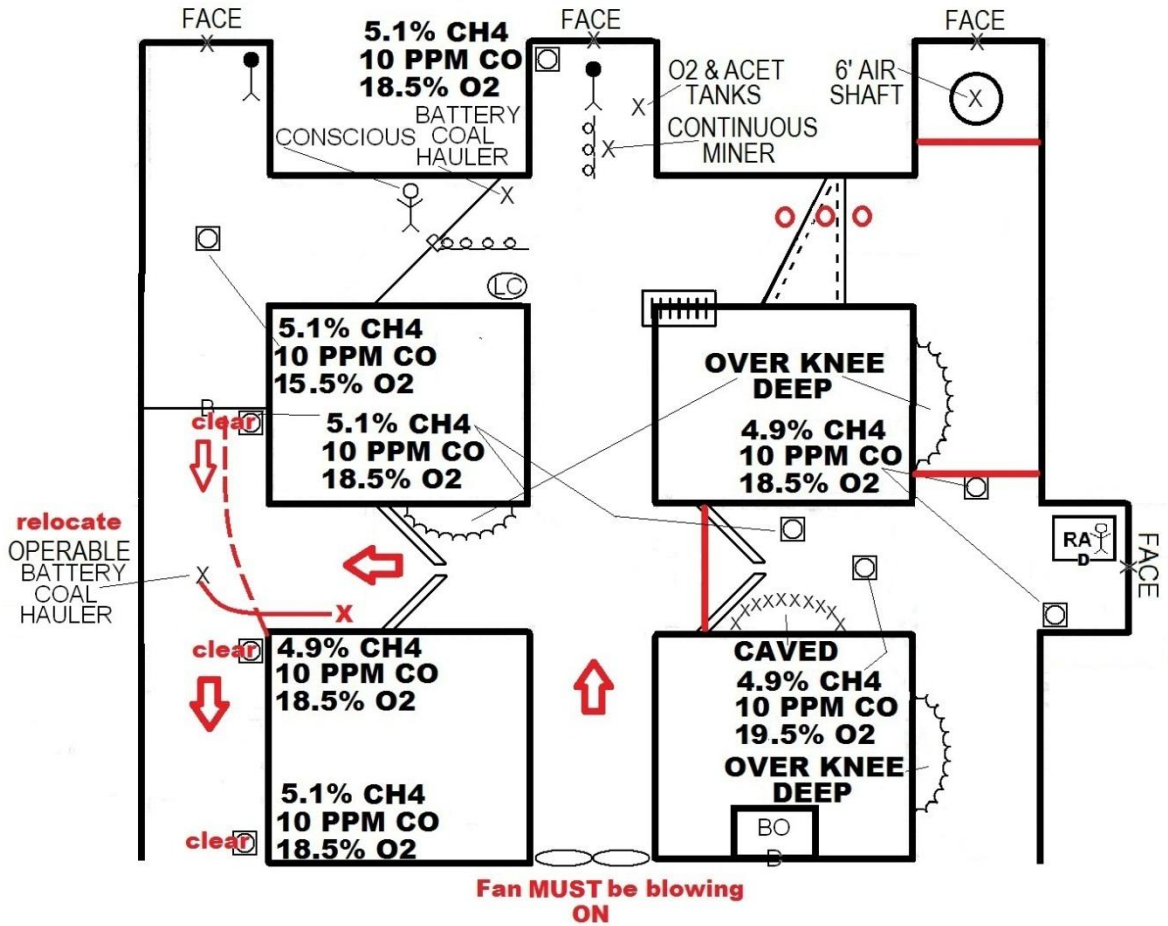 FACE
5.1% CH4
10 PPM CO
18.5% O2
FACE
FACE
O2 & ACET
TANKS
6' AIR
SHAFT
X
X
X
X
BATTERY
COAL
HAULER
CONSCIOUS
CONTINUOUS
MINER
X
X
X
B
LC
5.1% CH4
10 PPM CO
15.5% O2
OVER KNEE
DEEP
B
clear
5.1% CH4
10 PPM CO
18.5% O2
4.9% CH4
10 PPM CO
18.5% O2
relocate
OPERABLE
BATTERY
COAL
HAULER
X
X
RA
D
FACE
X
XXXXXXXXX
clear
4.9% CH4
10 PPM CO
18.5% O2
CAVED
4.9% CH4
10 PPM CO
19.5% O2
OVER KNEE
DEEP
5.1% CH4
10 PPM CO
18.5% O2
clear
BO
D
Fan MUST be blowing
ON